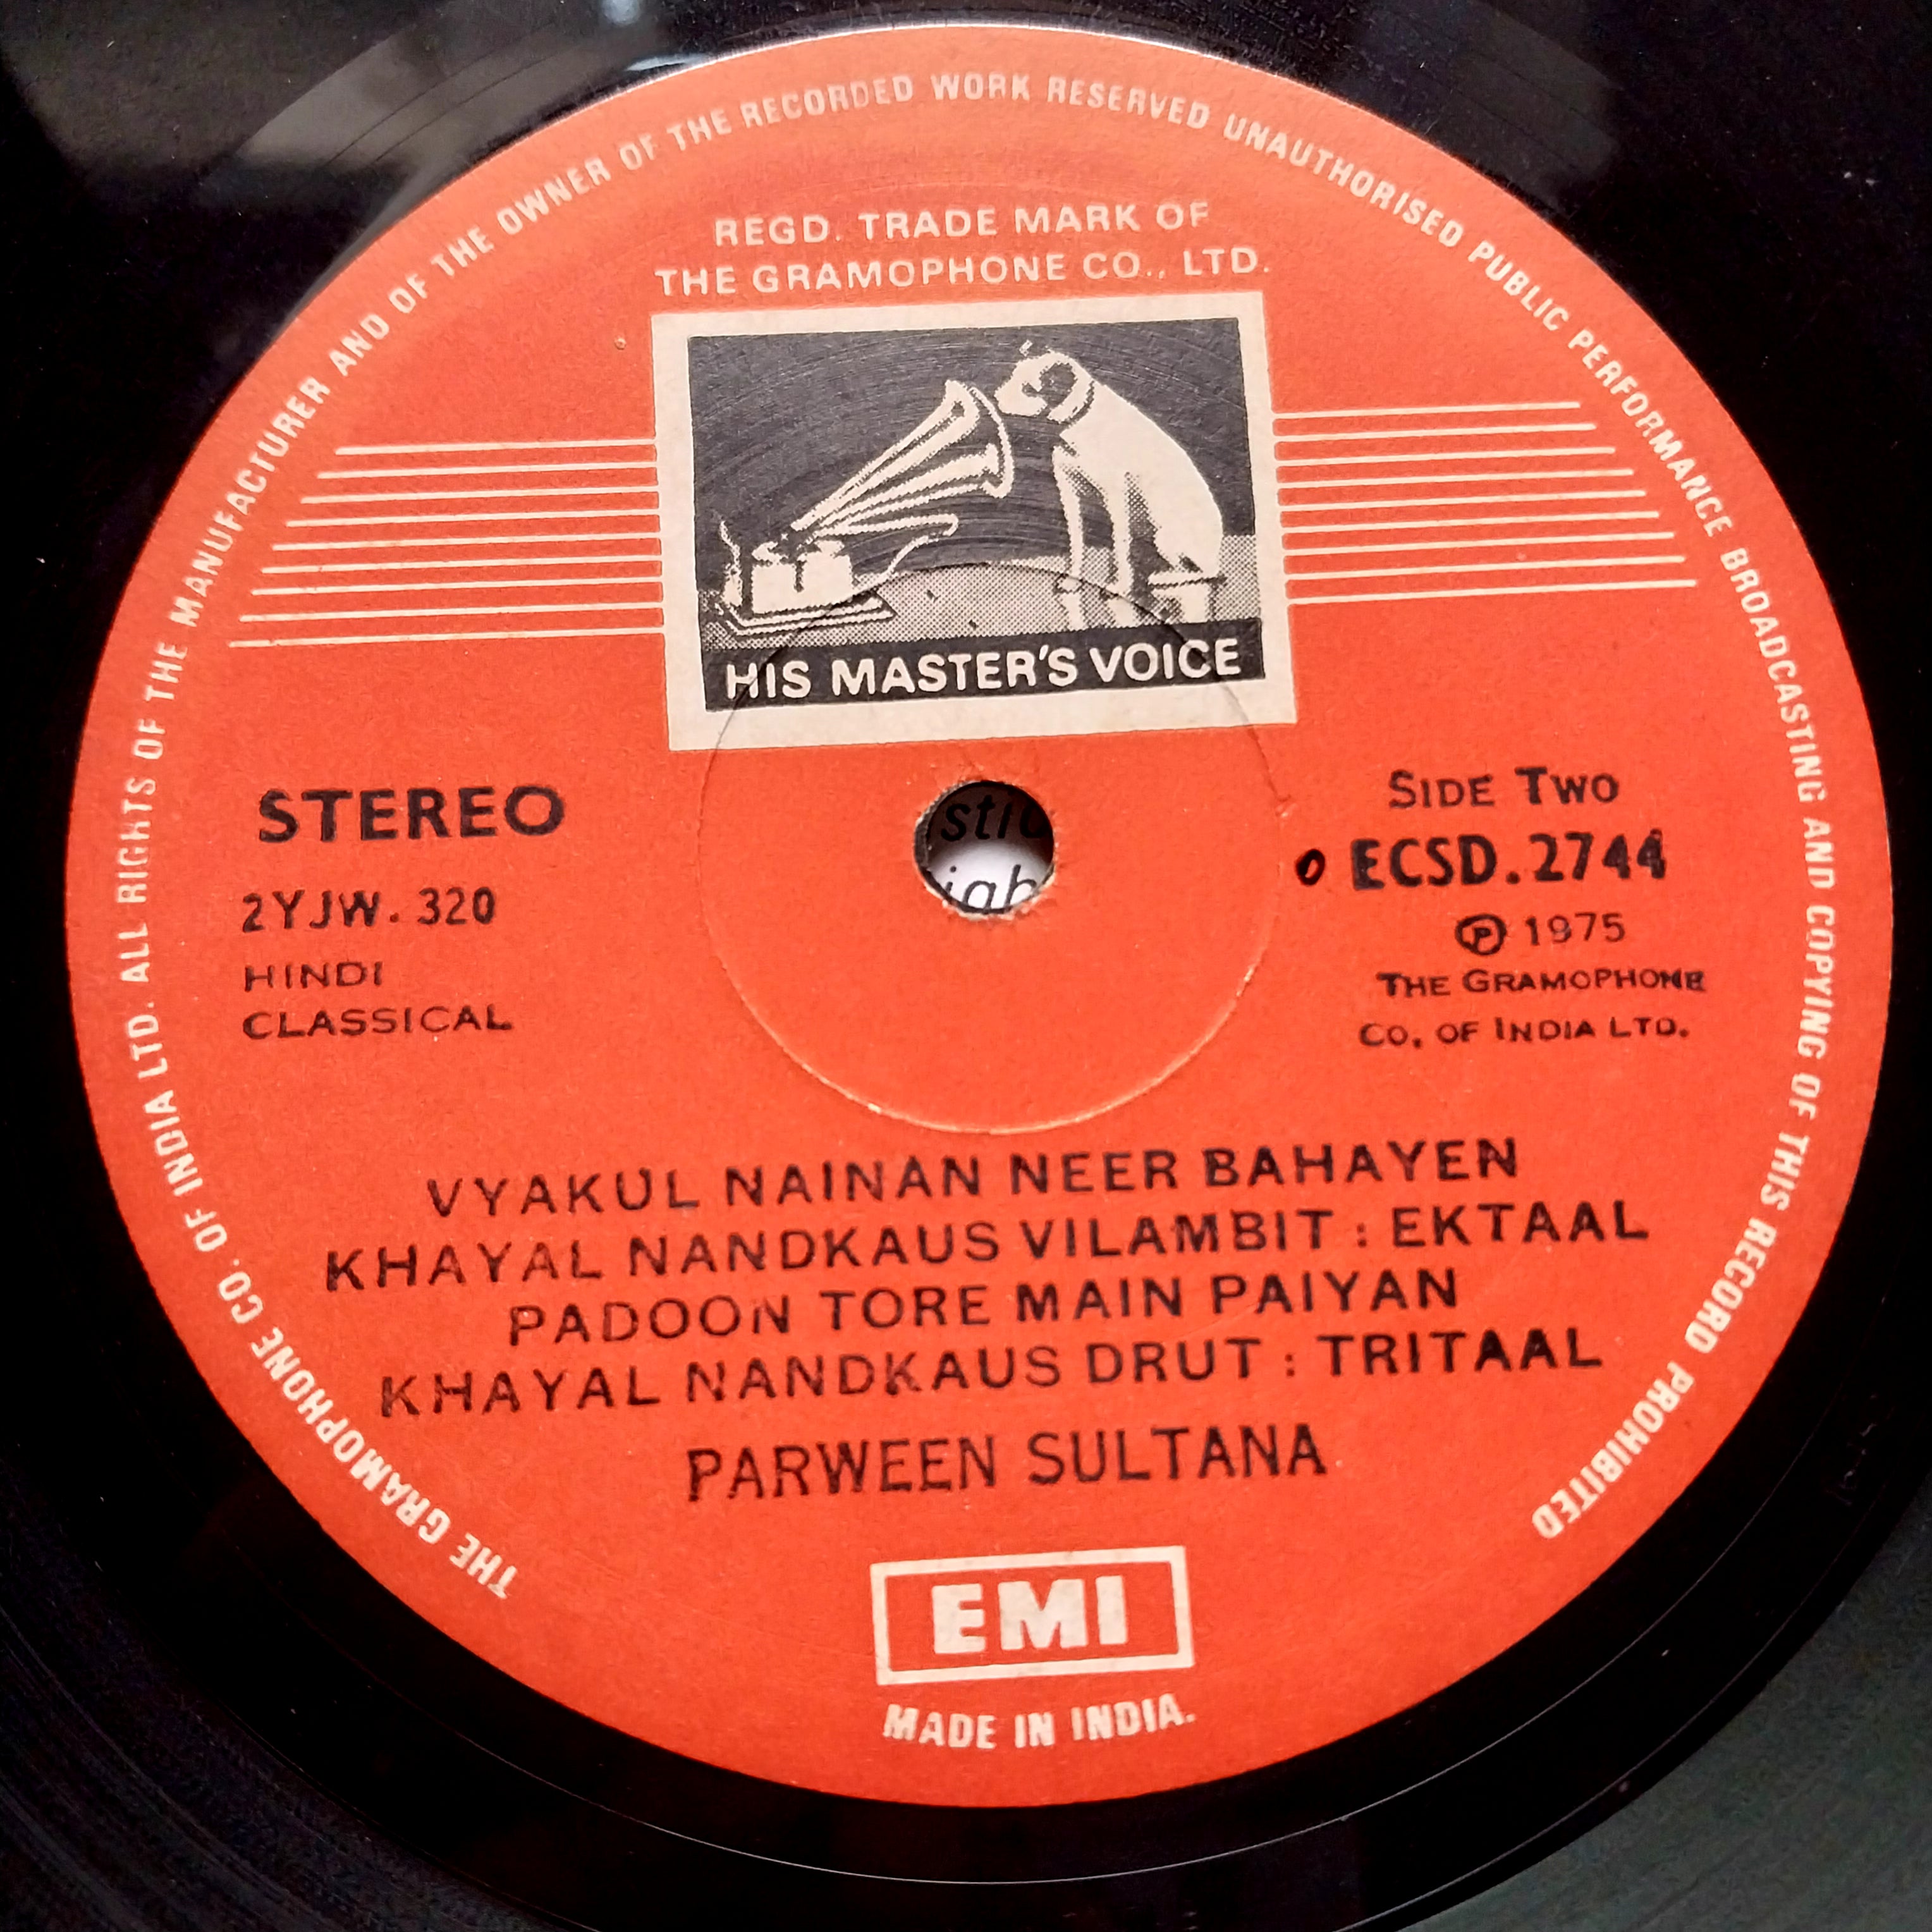 THE GRAMOPHONE CO. OF INDIA LTD. ALL RIGHTS OF THE MANUFACTURER AND OF THE OWNER OF THE RECORDED WORK RESERVED UNAUTHORISED PUBLIC PERFORMANCE BROADCASTING AND COPYING OF THIS RECORD PROHIBITED
REGD. TRADE MARK OF
THE GRAMOPHONE CO., LTD.
HIS MASTER'S VOICE
STEREO
2YJW. 320
HINDI
CLASSICAL
SIDE TWO
ECSD.2744
℗ 1975
THE GRAMOPHONE
CO. OF INDIA LTD.
VYAKUL NAINAN NEER BAHAYEN
KHAYAL NANDKAUS VILAMBIT : EKTAAL
PADOON TORE MAIN PAIYAN
KHAYAL NANDKAUS DRUT : TRITAAL
PARWEEN SULTANA
EMI
MADE IN INDIA.